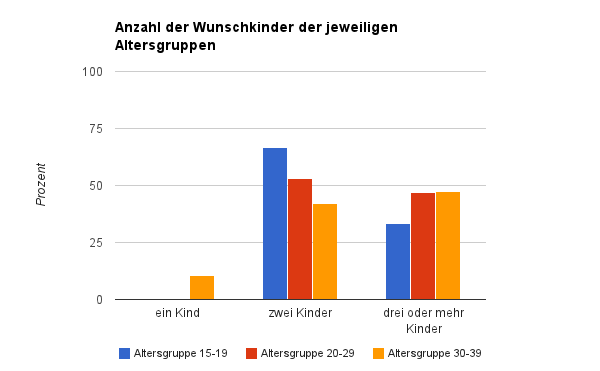 Anzahl der Wunschkinder der jeweiligen
Altersgruppen
100
75
50
25
0
Prozent
ein Kind
zwei Kinder
drei oder mehr
Kinder
Altersgruppe 15-19
Altersgruppe 20-29
Altersgruppe 30-39